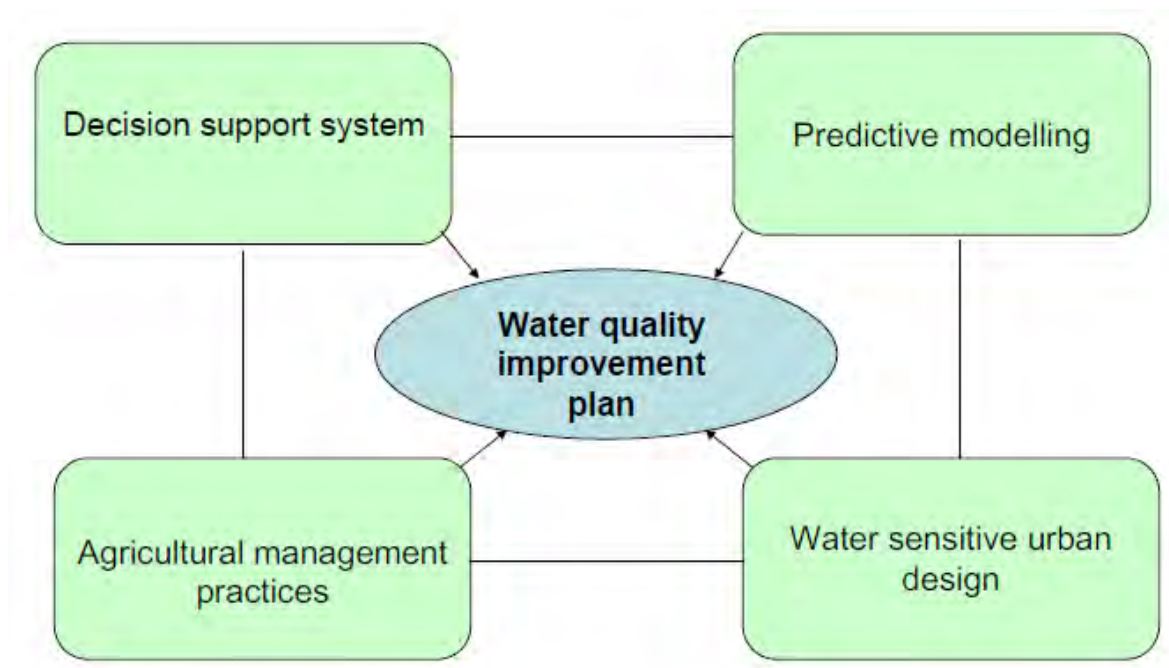 Decision support system
Predictive modelling
Water quality
improvement
plan
Agricultural management
practices
Water sensitive urban
design